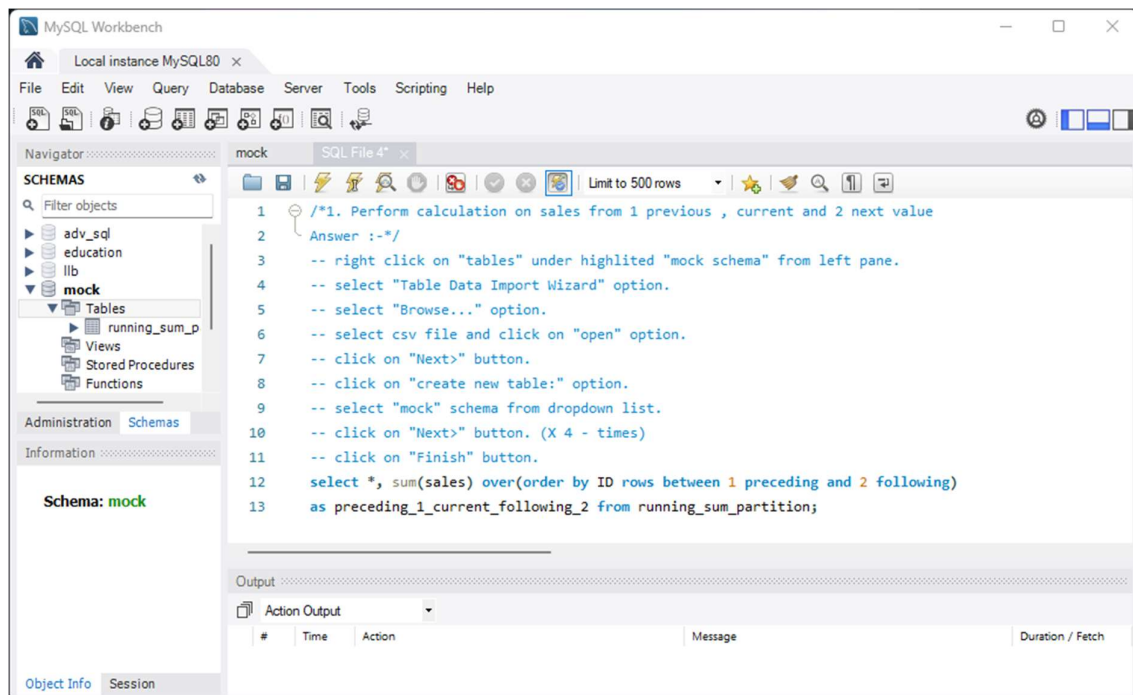 MySQL Workbench
Local instance MySQL80
File Edit View Query Database Server Tools Scripting Help
Navigator
SCHEMAS
Filter objects
adv_sql
education
llb
mock
Tables
running_sum_p
Views
Stored Procedures
Functions
Administration Schemas
Information
Schema: mock
Object Info Session
mock SQL File 4*
Limit to 500 rows
1 /*1. Perform calculation on sales from 1 previous , current and 2 next value
2 Answer :-*/
3 -- right click on "tables" under highlited "mock schema" from left pane.
4 -- select "Table Data Import Wizard" option.
5 -- select "Browse..." option.
6 -- select csv file and click on "open" option.
7 -- click on "Next>" button.
8 -- click on "create new table:" option.
9 -- select "mock" schema from dropdown list.
10 -- click on "Next>" button. (X 4 - times)
11 -- click on "Finish" button.
12 select *, sum(sales) over(order by ID rows between 1 preceding and 2 following)
13 as preceding_1_current_following_2 from running_sum_partition;
Output
Action Output
# Time Action Message Duration / Fetch